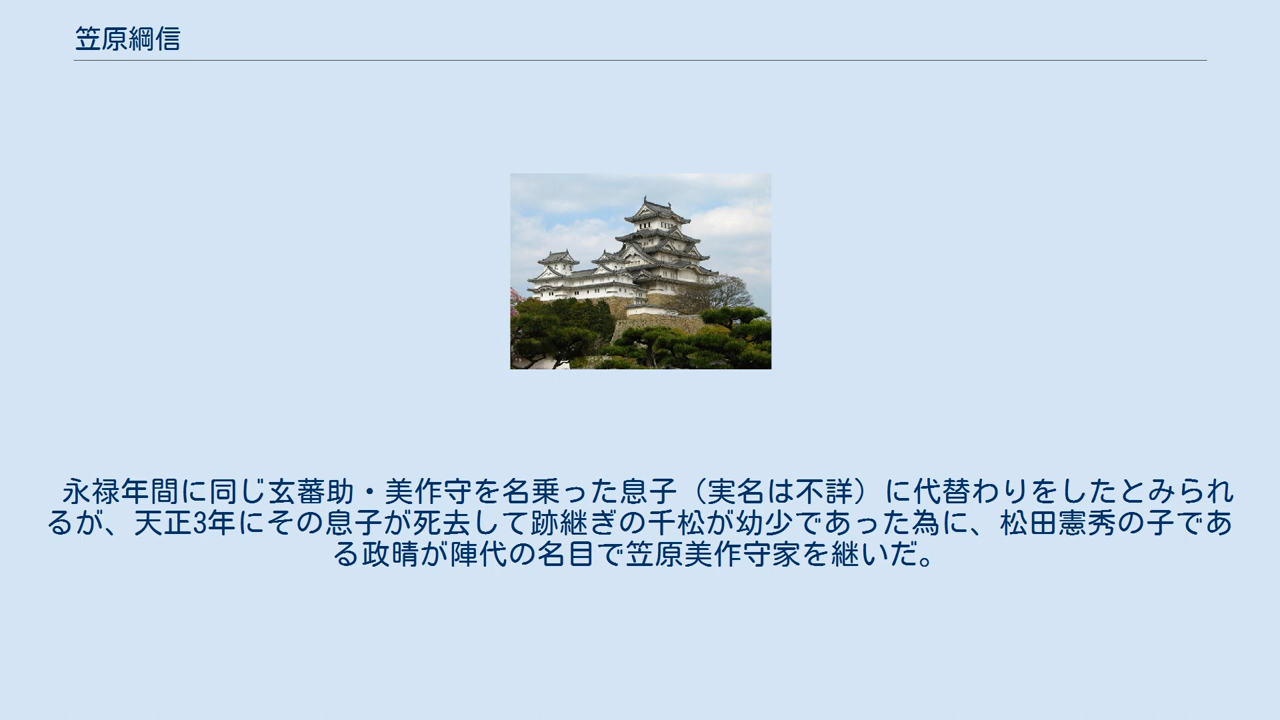 笠原綱信
永禄年間に同じ玄蕃助・美作守を名乗った息子（実名は不詳）に代替わりをしたとみられ
るが、天正3年にその息子が死去して跡継ぎの千松が幼少であった為に、松田憲秀の子であ
る政晴が陣代の名目で笠原美作守家を継いだ。